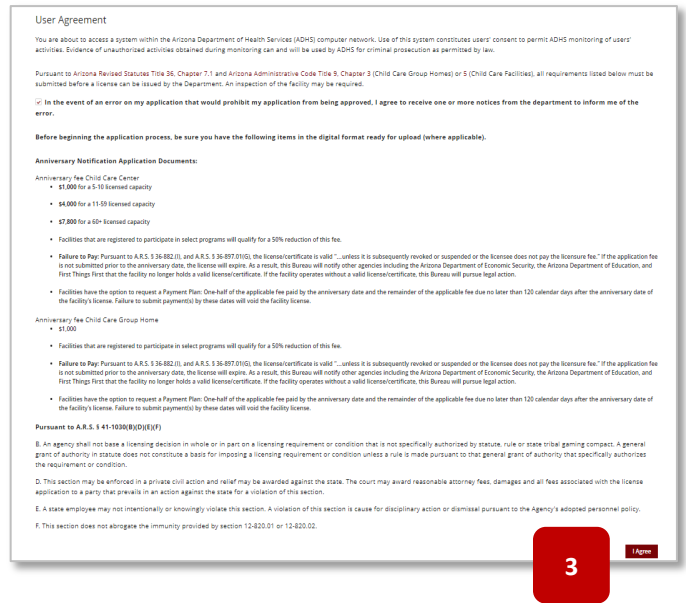 User Agreement
You are about to access a system within the Arizona Department of Health Services (ADHS) computer network. Use of this system constitutes users' consent to permit ADHS monitoring of users'
activities. Evidence of unauthorized activities obtained during monitoring can and will be used by ADHS for criminal prosecution as permitted by law.
Pursuant to Arizona Revised Statutes Title 36, Chapter 7.1 and Arizona Administrative Code Title 9, Chapter 3 (Child Care Group Homes) or 5 (Child Care Facilities), all requirements listed below must be
submitted before a license can be issued by the Department. An inspection of the facility may be required.
In the event of an error on my application that would prohibit my application from being approved, I agree to receive one or more notices from the department to inform me of the
error.
Before beginning the application process, be sure you have the following items in the digital format ready for upload (where applicable).
Anniversary Notification Application Documents:
Anniversary fee Child Care Center
• $1,000 for a 5-10 licensed capacity
• $4,000 for a 11-59 licensed capacity
• $7,800 for a 60+ licensed capacity
• Facilities that are registered to participate in select programs will qualify for a 50% reduction of this fee.
• Failure to Pay: Pursuant to A.R.S. § 36-882.(I), and A.R.S. § 36-897.01(G), the license/certificate is valid "...unless it is subsequently revoked or suspended or the licensee does not pay the licensure fee." If the application fee
is not submitted prior to the anniversary date, the license will expire. As a result, this Bureau will notify other agencies including the Arizona Department of Economic Security, the Arizona Department of Education, and
First Things First that the facility no longer holds a valid license/certificate. If the facility operates without a valid license/certificate, this Bureau will pursue legal action.
• Facilities have the option to request a Payment Plan: One-half of the applicable fee paid by the anniversary date and the remainder of the applicable fee due no later than 120 calendar days after the anniversary date of
the facility's license. Failure to submit payment(s) by these dates will void the facility license.
Anniversary fee Child Care Group Home
• $1,000
• Facilities that are registered to participate in select programs will qualify for a 50% reduction of this fee.
• Failure to Pay: Pursuant to A.R.S. § 36-882.(I), and A.R.S. § 36-897.01(G), the license/certificate is valid "...unless it is subsequently revoked or suspended or the licensee does not pay the licensure fee." If the application fee
is not submitted prior to the anniversary date, the license will expire. As a result, this Bureau will notify other agencies including the Arizona Department of Economic Security, the Arizona Department of Education, and
First Things First that the facility no longer holds a valid license/certificate. If the facility operates without a valid license/certificate, this Bureau will pursue legal action.
• Facilities have the option to request a Payment Plan: One-half of the applicable fee paid by the anniversary date and the remainder of the applicable fee due no later than 120 calendar days after the anniversary date of
the facility's license. Failure to submit payment(s) by these dates will void the facility license.
Pursuant to A.R.S. § 41-1030(B)(D)(E)(F)
B. An agency shall not base a licensing decision in whole or in part on a licensing requirement or condition that is not specifically authorized by statute, rule or state tribal gaming compact. A general
grant of authority in statute does not constitute a basis for imposing a licensing requirement or condition unless a rule is made pursuant to that general grant of authority that specifically authorizes
the requirement or condition.
D. This section may be enforced in a private civil action and relief may be awarded against the state. The court may award reasonable attorney fees, damages and all fees associated with the license
application to a party that prevails in an action against the state for a violation of this section.
E. A state employee may not intentionally or knowingly violate this section. A violation of this section is cause for disciplinary action or dismissal pursuant to the Agency's adopted personnel policy.
F. This section does not abrogate the immunity provided by section 12-820.01 or 12-820.02.
I Agree
3